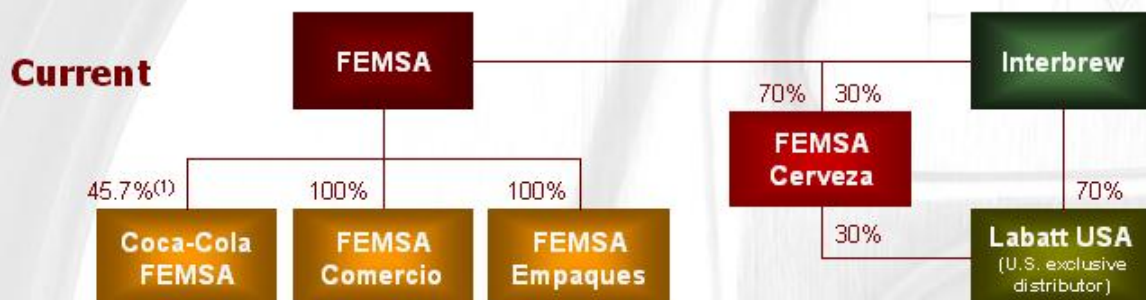 Current
FEMSA
Interbrew
70%
30%
FEMSA
Cerveza
45.7%(1)
100%
100%
70%
30%
Coca-Cola
FEMSA
FEMSA
Comercio
FEMSA
Empaques
Labatt USA
(U.S. exclusive
distributor)